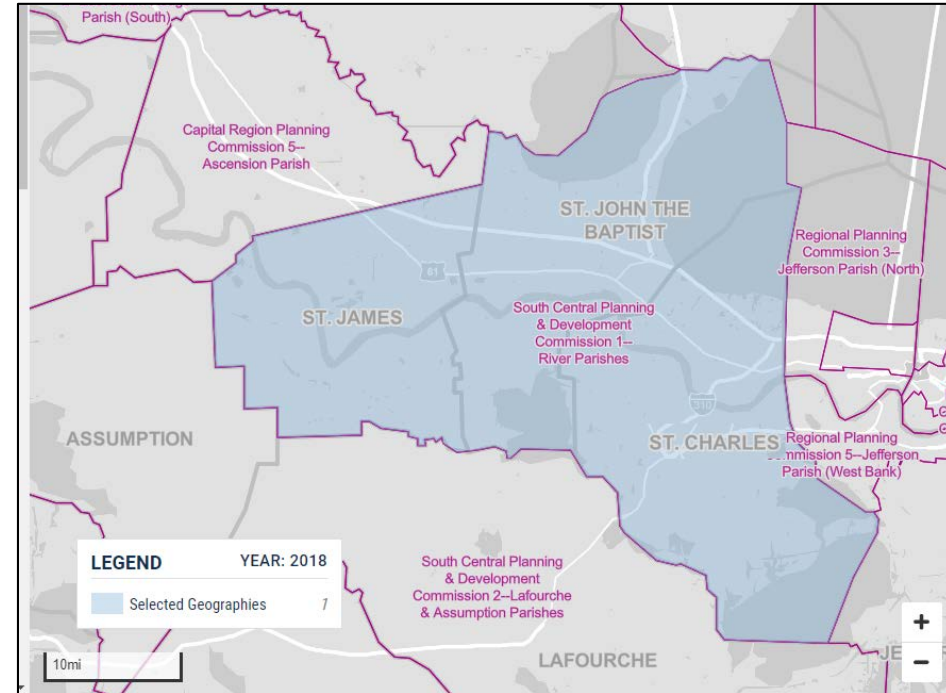 Parish (South)
Capital Region Planning
Commission 5--
Ascension Parish
ST. JOHN THE
BAPTIST
Regional Planning
Commission 3--
Jefferson Parish (North)
61
ST. JAMES
South Central Planning
& Development
Commission 1--
River Parishes
310
ASSUMPTION
ST. CHARLES
Regional Planning
mmission 5--Jefferson
Parish (West Bank)
LEGEND YEAR: 2018
Selected Geographies 1
South Central Planning
& Development
Commission 2--Lafourche
& Assumption Parishes
10mi
LAFOURCHE
JE
+
−